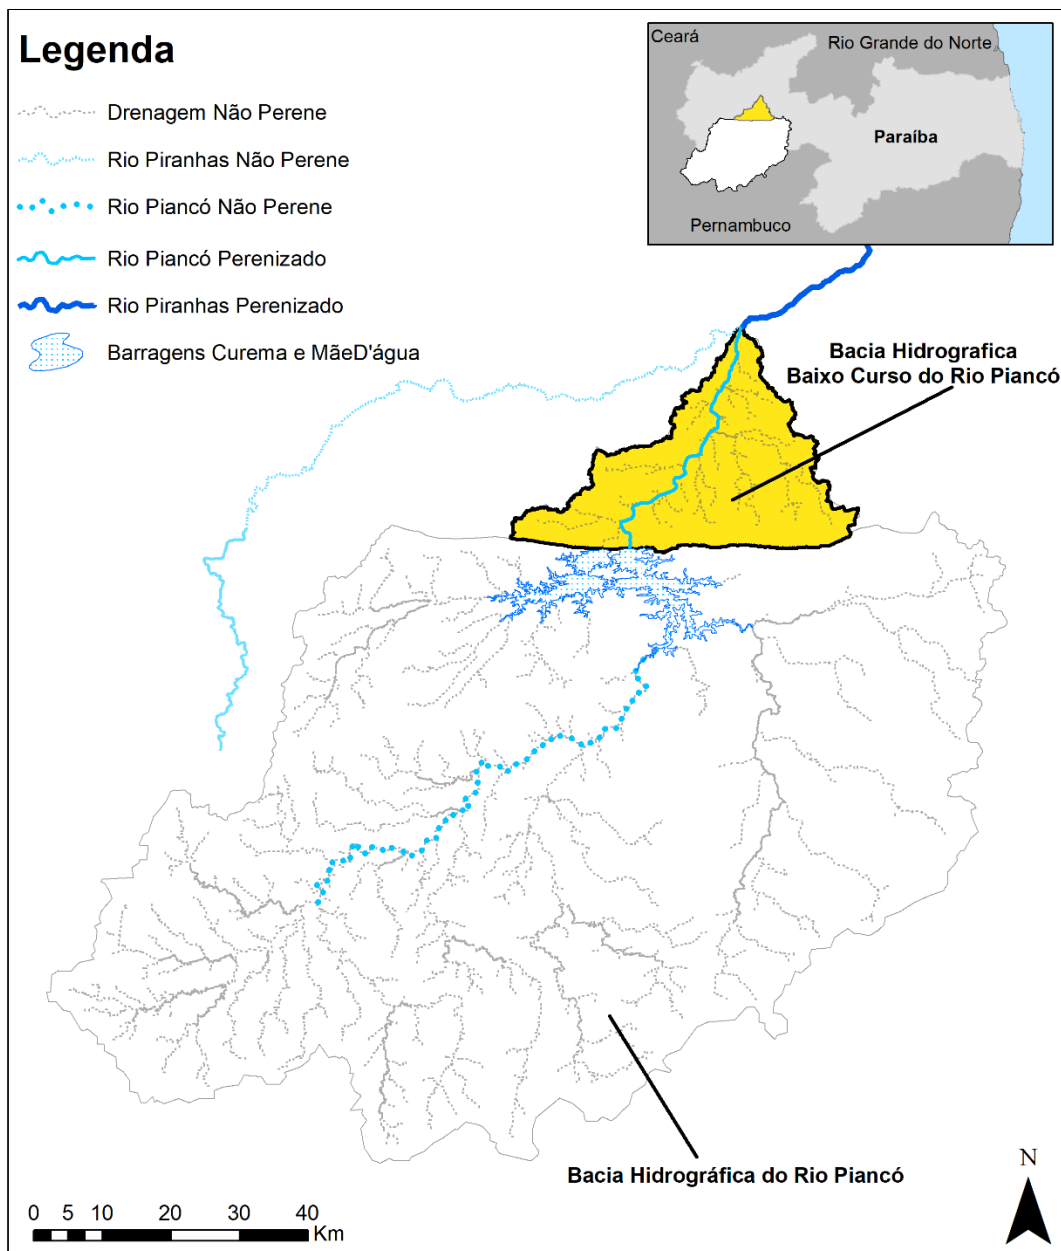 Legenda
Drenagem Não Perene
Rio Piranhas Não Perene
Rio Piancó Não Perene
Rio Piancó Perenizado
Rio Piranhas Perenizado
Barragens Curema e MãeD'água
Ceará
Rio Grande do Norte
Paraíba
Pernambuco
Bacia Hidrografica
Baixo Curso do Rio Piancó
Bacia Hidrográfica do Rio Piancó
0 5 10 20 30 40
Km
N